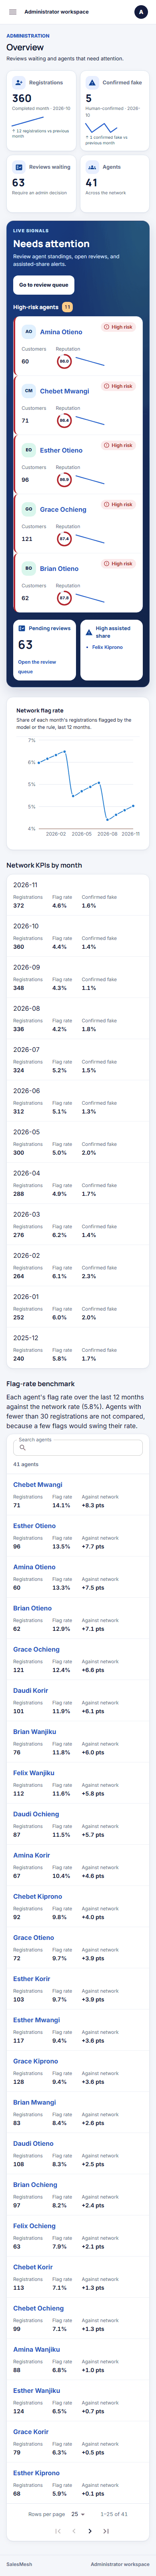 Administrator workspace
A
ADMINISTRATION
Overview
Reviews waiting and agents that need attention.
Registrations
360
Completed month · 2026-10
↑ 12 registrations vs previous month
Confirmed fake
5
Human-confirmed · 2026-10
↑ 1 confirmed fake vs previous month
Reviews waiting
63
Require an admin decision
Agents
41
Across the network
LIVE SIGNALS
Needs attention
Agent standings, open reviews, and assisted-share alerts.
Go to review queue
High-risk agents 11
AO Amina Otieno High risk
Customers Reputation
60
CM Chebet Mwangi High risk
Customers Reputation
71
EO Esther Otieno High risk
Customers Reputation
96
GO Grace Ochieng High risk
Customers Reputation
121
BO Brian Otieno High risk
Customers Reputation
62
Pending reviews
63
Open the review queue
High assisted share
Felix Kiprono
Network flag rate
Share of each month's registrations flagged by the model or the rule, last 12 months.
7%
6%
5%
5%
4%
2026-02 2026-05 2026-08 2026-11
Network KPIs by month
2026-11
Registrations Flag rate Confirmed fake
372 4.6% 1.6%
2026-10
Registrations Flag rate Confirmed fake
360 4.4% 1.4%
2026-09
Registrations Flag rate Confirmed fake
348 4.3% 1.1%
2026-08
Registrations Flag rate Confirmed fake
336 4.2% 1.8%
2026-07
Registrations Flag rate Confirmed fake
324 5.2% 1.5%
2026-06
Registrations Flag rate Confirmed fake
312 5.1% 1.3%
2026-05
Registrations Flag rate Confirmed fake
300 5.0% 2.0%
2026-04
Registrations Flag rate Confirmed fake
288 4.9% 1.7%
2026-03
Registrations Flag rate Confirmed fake
276 6.2% 1.4%
2026-02
Registrations Flag rate Confirmed fake
264 6.1% 2.3%
2026-01
Registrations Flag rate Confirmed fake
252 6.0% 2.0%
2025-12
Registrations Flag rate Confirmed fake
240 5.8% 1.7%
Flag-rate benchmark
Each agent's flag rate over the last 12 months
against the network rate (5.8%). Agents with
fewer than 30 registrations are not compared,
because a few flags would swing their rate.
Search agents
41 agents
Chebet Mwangi
Registrations Flag rate Against network
71 14.1% +8.3 pts
Esther Otieno
Registrations Flag rate Against network
96 13.5% +7.7 pts
Amina Otieno
Registrations Flag rate Against network
60 13.3% +7.5 pts
Brian Otieno
Registrations Flag rate Against network
62 12.9% +7.1 pts
Grace Ochieng
Registrations Flag rate Against network
121 12.4% +6.6 pts
Daudi Korir
Registrations Flag rate Against network
101 11.9% +6.1 pts
Brian Wanjiku
Registrations Flag rate Against network
76 11.8% +6.0 pts
Felix Wanjiku
Registrations Flag rate Against network
112 11.6% +5.8 pts
Daudi Ochieng
Registrations Flag rate Against network
87 11.5% +5.7 pts
Amina Korir
Registrations Flag rate Against network
67 10.4% +4.6 pts
Chebet Kiprono
Registrations Flag rate Against network
92 9.8% +4.0 pts
Grace Otieno
Registrations Flag rate Against network
72 9.7% +3.9 pts
Esther Korir
Registrations Flag rate Against network
103 9.7% +3.9 pts
Esther Mwangi
Registrations Flag rate Against network
117 9.4% +3.6 pts
Grace Kiprono
Registrations Flag rate Against network
128 9.4% +3.6 pts
Brian Mwangi
Registrations Flag rate Against network
83 8.4% +2.6 pts
Daudi Otieno
Registrations Flag rate Against network
108 8.3% +2.5 pts
Brian Ochieng
Registrations Flag rate Against network
97 8.2% +2.4 pts
Felix Ochieng
Registrations Flag rate Against network
63 7.9% +2.1 pts
Chebet Korir
Registrations Flag rate Against network
113 7.1% +1.3 pts
Chebet Ochieng
Registrations Flag rate Against network
99 7.1% +1.3 pts
Amina Wanjiku
Registrations Flag rate Against network
88 6.8% +1.0 pts
Esther Wanjiku
Registrations Flag rate Against network
124 6.5% +0.7 pts
Grace Korir
Registrations Flag rate Against network
79 6.3% +0.5 pts
Esther Kiprono
Registrations Flag rate Against network
68 5.9% +0.1 pts
Rows per page 25 1–25 of 41
SalesMesh Administrator workspace